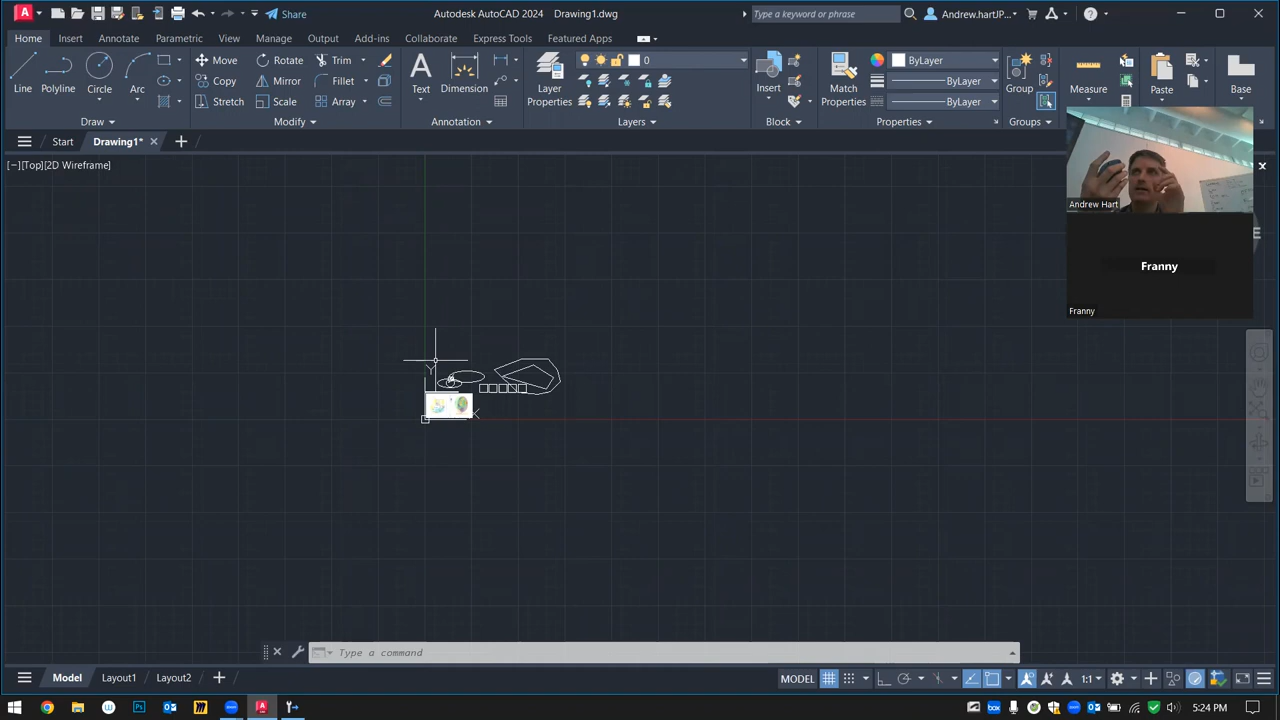 Share
Autodesk AutoCAD 2024 Drawing1.dwg
Type a keyword or phrase
Andrew.hartJP...
Home Insert Annotate Parametric View Manage Output Add-ins Collaborate Express Tools Featured Apps
Line
Polyline
Circle
Arc
Draw
Move
Copy
Stretch
Rotate
Mirror
Scale
Trim
Fillet
Array
Modify
Text
Dimension
Annotation
Layer
Properties
0
Layers
Insert
Block
Match
Properties
ByLayer
ByLayer
ByLayer
Properties
Group
Groups
Measure
Paste
Base
Start
Drawing1*
[−][Top][2D Wireframe]
Andrew Hart
Franny
Franny
Y
X
Type a command
Model
Layout1
Layout2
MODEL
1:1
5:24 PM